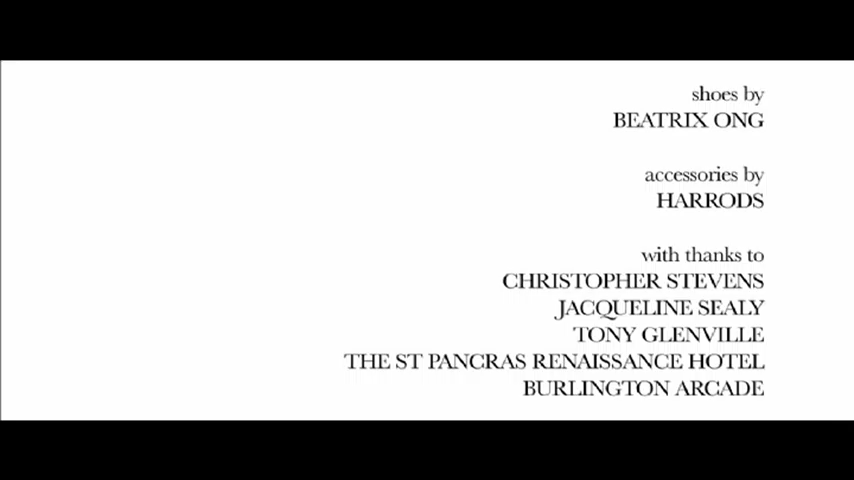 shoes by
BEATRIX ONG
accessories by
HARRODS
with thanks to
CHRISTOPHER STEVENS
JACQUELINE SEALY
TONY GLENVILLE
THE ST PANCRAS RENAISSANCE HOTEL
BURLINGTON ARCADE